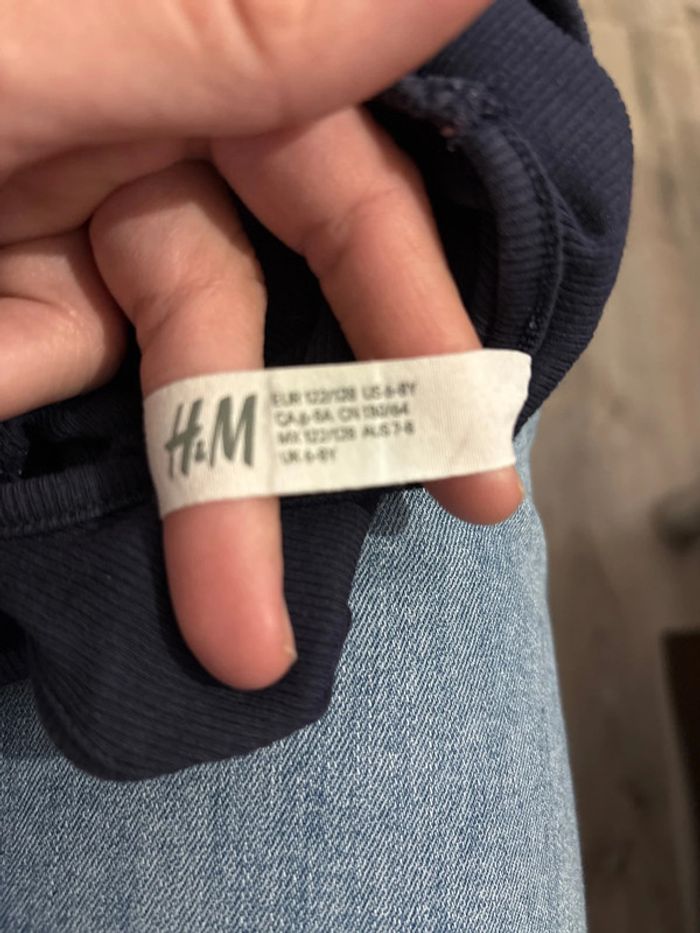 H&M
EUR 122/128 US 6-8Y
CA 6-8A CN 130/64
MX 122/128 AUS 7-8
UK 6-8Y